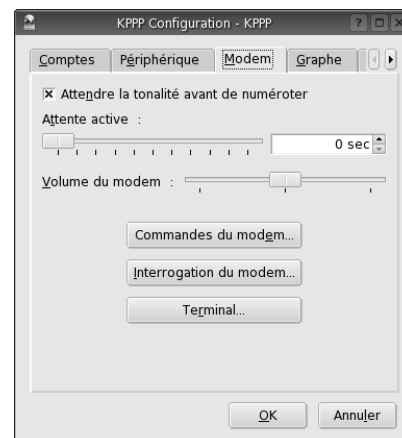 KPPP Configuration - KPPP
Comptes Périphérique Modem Graphe
Attendre la tonalité avant de numéroter
Attente active :
0 sec
Volume du modem :
Commandes du modem...
Interrogation du modem...
Terminal...
OK Annuler